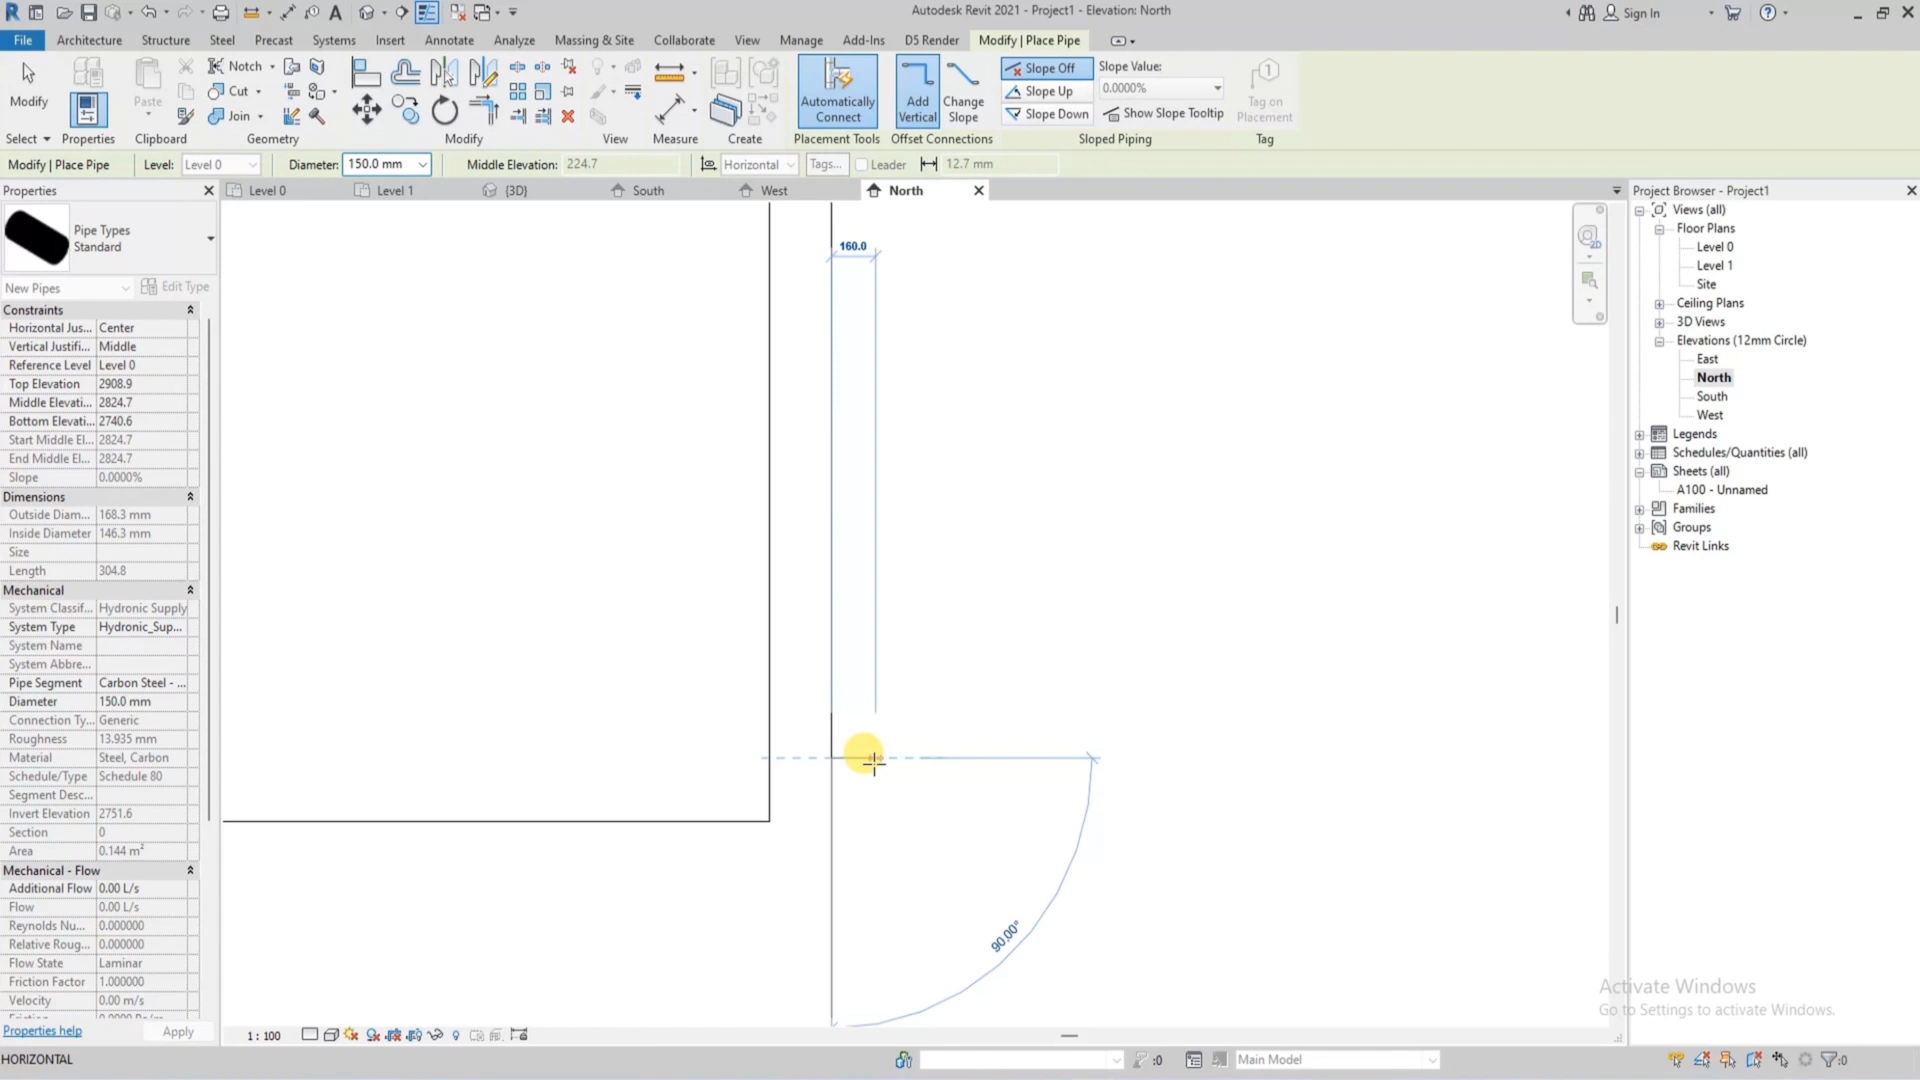 Autodesk Revit 2021 - Project1 - Elevation: North
Sign In
File
Architecture
Structure
Steel
Precast
Systems
Insert
Annotate
Analyze
Massing & Site
Collaborate
View
Manage
Add-Ins
D5 Render
Modify | Place Pipe
Modify
Paste
Notch
Cut
Join
Automatically
Connect
Add
Vertical
Change
Slope
Slope Off
Slope Up
Slope Down
Slope Value:
0.0000%
Show Slope Tooltip
Tag on
Placement
Select
Properties
Clipboard
Geometry
Modify
View
Measure
Create
Placement Tools
Offset Connections
Sloped Piping
Tag
Modify | Place Pipe
Level:
Level 0
Diameter:
150.0 mm
Middle Elevation:
224.7
Horizontal
Tags...
Leader
12.7 mm
Properties
Level 0
Level 1
{3D}
South
West
North
Pipe Types
Standard
New Pipes
Edit Type
Constraints
Horizontal Jus... Center
Vertical Justifi... Middle
Reference Level Level 0
Top Elevation 2908.9
Middle Elevati... 2824.7
Bottom Elevati... 2740.6
Start Middle El... 2824.7
End Middle El... 2824.7
Slope 0.0000%
Dimensions
Outside Diam... 168.3 mm
Inside Diameter 146.3 mm
Size
Length 304.8
Mechanical
System Classif... Hydronic Supply
System Type Hydronic_Sup...
System Name
System Abbre...
Pipe Segment Carbon Steel - ...
Diameter 150.0 mm
Connection Ty... Generic
Roughness 13.935 mm
Material Steel, Carbon
Schedule/Type Schedule 80
Segment Desc...
Invert Elevation 2751.6
Section 0
Area 0.144 m²
Mechanical - Flow
Additional Flow 0.00 L/s
Flow 0.00 L/s
Reynolds Nu... 0.000000
Relative Roug... 0.000000
Flow State Laminar
Friction Factor 1.000000
Velocity 0.00 m/s
Properties help
Apply
160.0
90,00°
2D
Project Browser - Project1
Views (all)
Floor Plans
Level 0
Level 1
Site
Ceiling Plans
3D Views
Elevations (12mm Circle)
East
North
South
West
Legends
Schedules/Quantities (all)
Sheets (all)
A100 - Unnamed
Families
Groups
Revit Links
Activate Windows
Go to Settings to activate Windows.
1 : 100
HORIZONTAL
:0
Main Model
:0